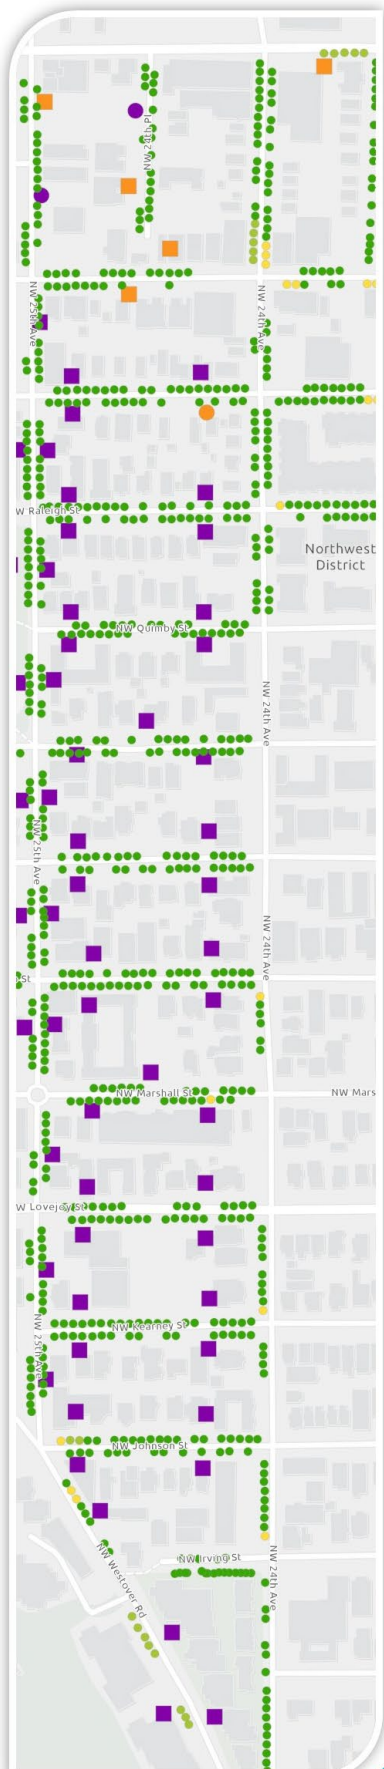 NW 24th Pl
NW 25th Ave
NW 24th Ave
W Raleigh St
Northwest
District
NW Quimby St
NW 24th Ave
NW 25th Ave
NW 24th Ave
St
NW Marshall St
NW Mars
W Lovejoy St
NW 25th Ave
NW Kearney St
NW Johnson St
NW Westover Rd
NW Irving St
NW 24th Ave